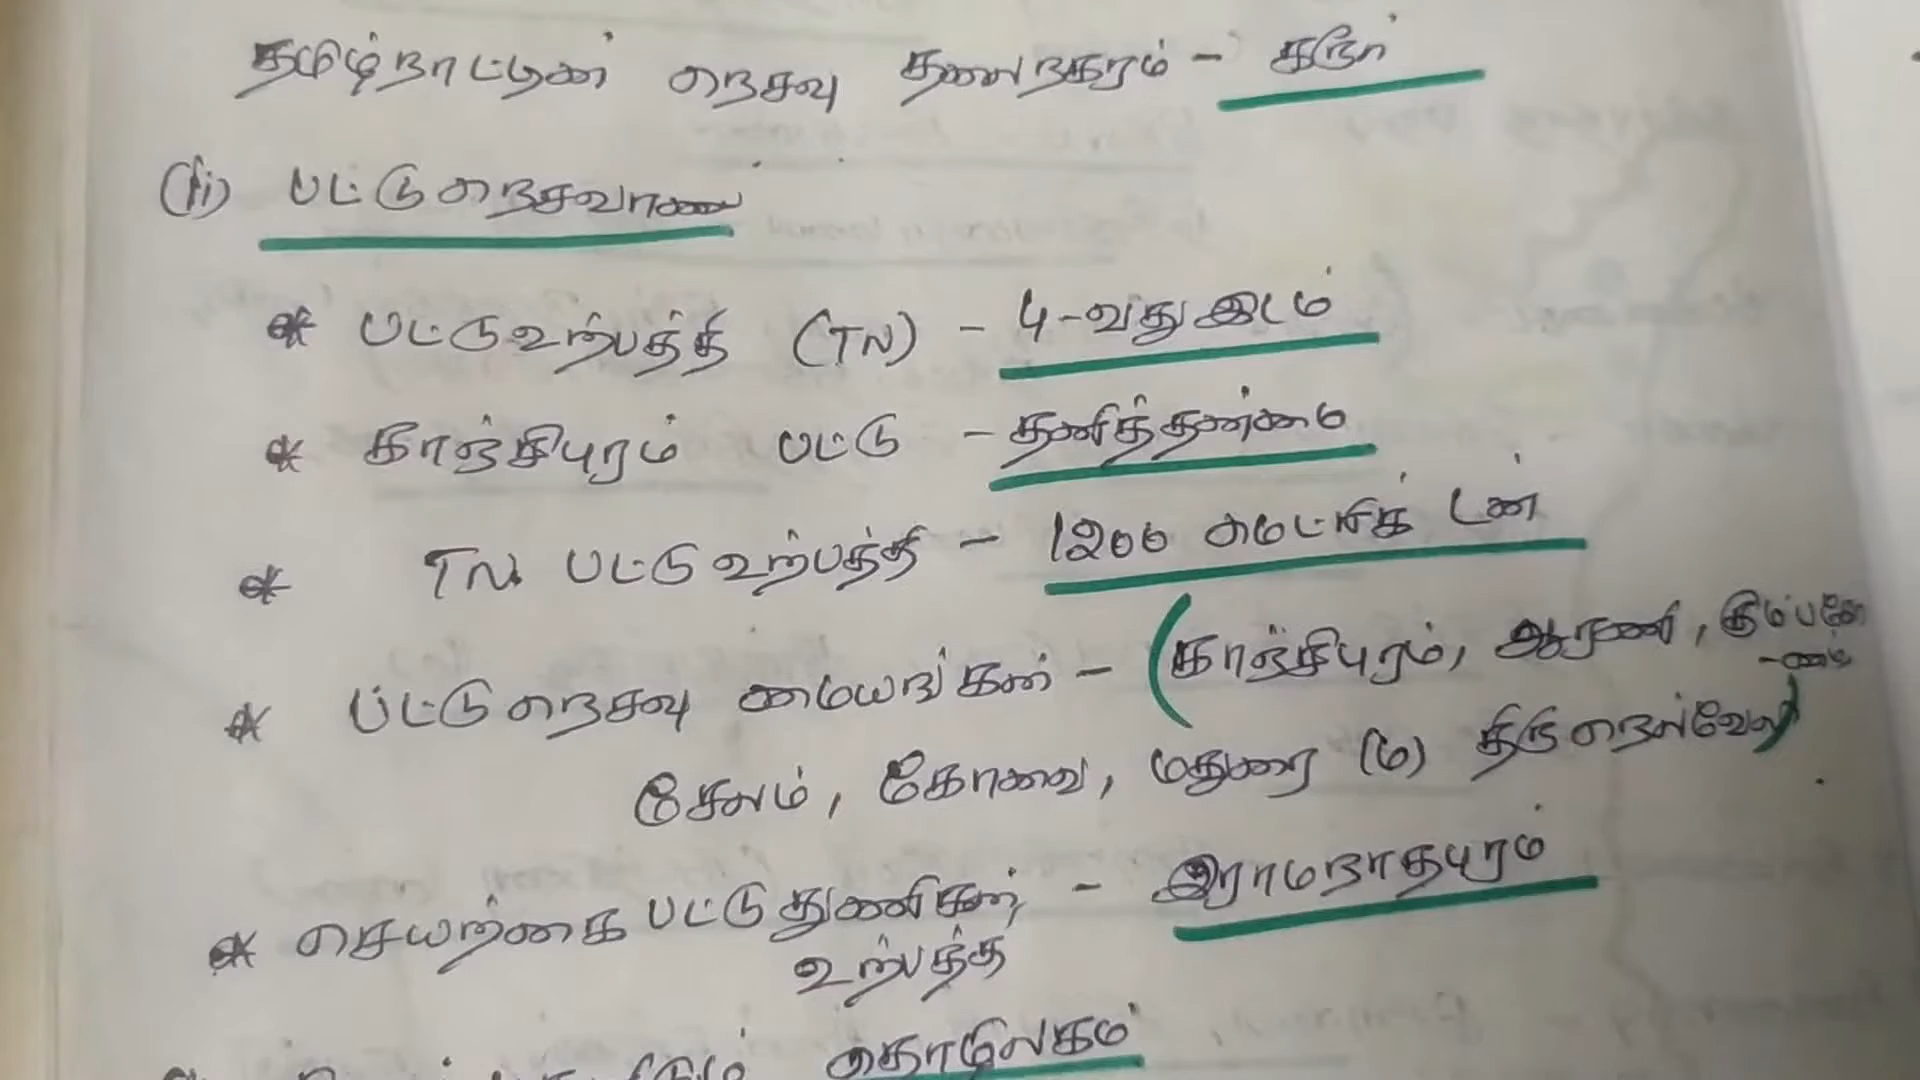 தமிழ்நாட்டின் நெசவு தலைநகரம் - கரூர்
(ii) பட்டு நெசவாலை
* பட்டு உற்பத்தி (TN) - 4-வது இடம்
* காஞ்சிபுரம் பட்டு - தனித்தன்மை
* TN பட்டு உற்பத்தி - 1200 மெட்ரிக் டன்
* பட்டு நெசவு மையங்கள் - (காஞ்சிபுரம், ஆரணி, கும்பகோ
-ணம்
சேலம், கோவை, மதுரை (ம) திருநெல்வேலி)
* செயற்கை பட்டு துணிகள் - இராமநாதபுரம்
உற்பத்தி
தொழிலகம்